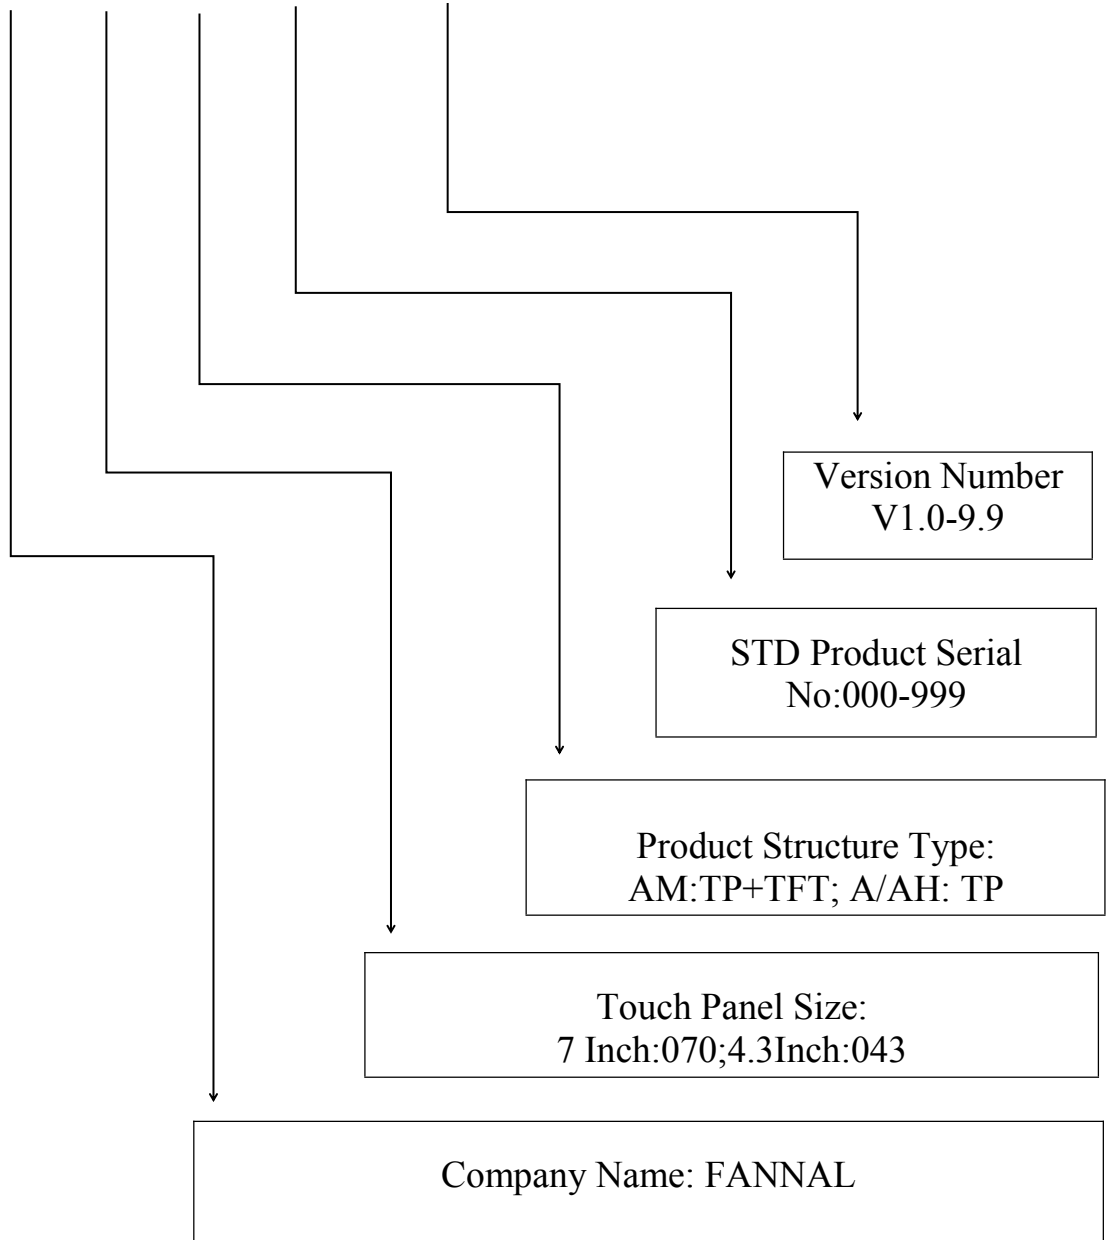 Version Number
V1.0-9.9
STD Product Serial
No:000-999
Product Structure Type:
AM:TP+TFT; A/AH: TP
Touch Panel Size:
7 Inch:070;4.3Inch:043
Company Name: FANNAL